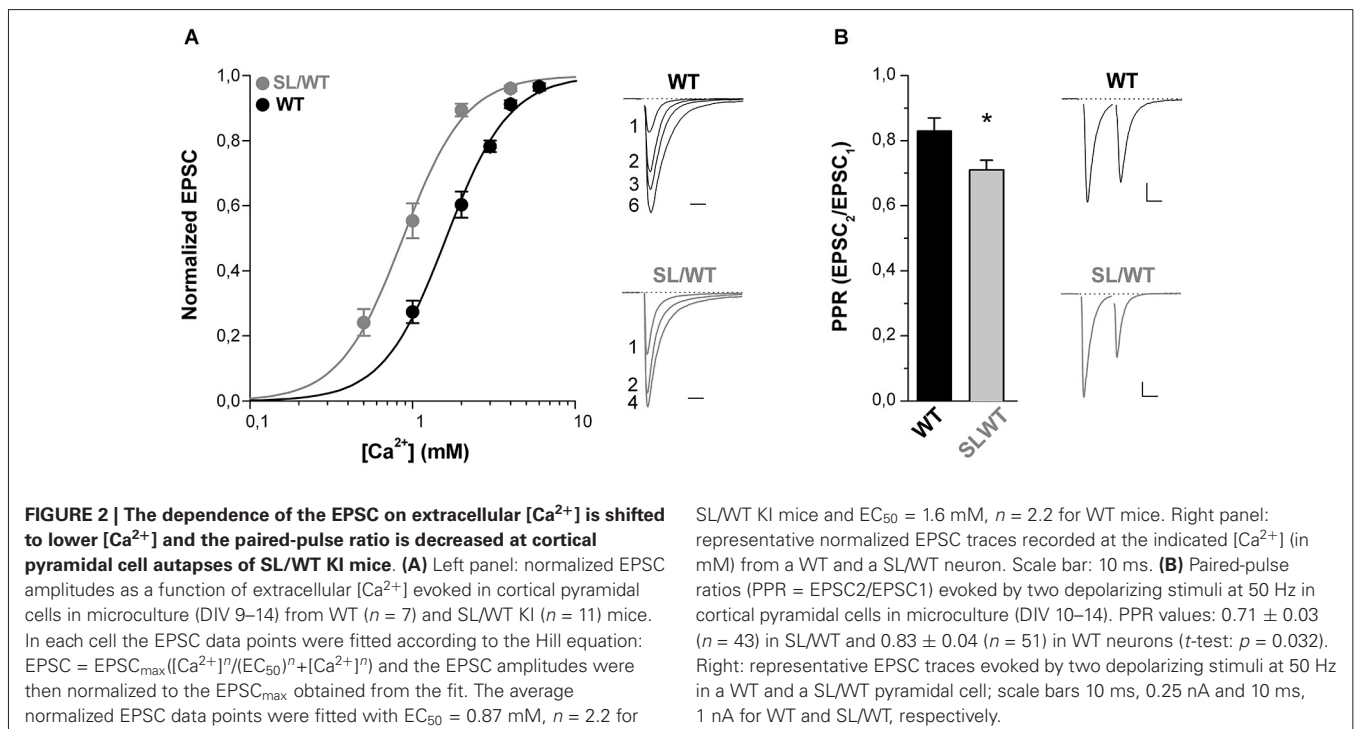 A
SL/WT
WT
1,0
0,8
0,6
0,4
0,2
0,0
Normalized EPSC
0,1
1
10
[Ca²⁺] (mM)
WT
1
2
3
6
SL/WT
1
2
4
B
1,0
0,8
0,6
0,4
0,2
0,0
PPR (EPSC₂/EPSC₁)
*
WT
SLWT
WT
SL/WT
FIGURE 2 | The dependence of the EPSC on extracellular [Ca²⁺] is shifted
to lower [Ca²⁺] and the paired-pulse ratio is decreased at cortical
pyramidal cell autapses of SL/WT KI mice. (A) Left panel: normalized EPSC
amplitudes as a function of extracellular [Ca²⁺] evoked in cortical pyramidal
cells in microculture (DIV 9–14) from WT (n = 7) and SL/WT KI (n = 11) mice.
In each cell the EPSC data points were fitted according to the Hill equation:
EPSC = EPSCmax([Ca²⁺]ⁿ/(EC₅₀)ⁿ+[Ca²⁺]ⁿ) and the EPSC amplitudes were
then normalized to the EPSCmax obtained from the fit. The average
normalized EPSC data points were fitted with EC₅₀ = 0.87 mM, n = 2.2 for
SL/WT KI mice and EC₅₀ = 1.6 mM, n = 2.2 for WT mice. Right panel:
representative normalized EPSC traces recorded at the indicated [Ca²⁺] (in
mM) from a WT and a SL/WT neuron. Scale bar: 10 ms. (B) Paired-pulse
ratios (PPR = EPSC2/EPSC1) evoked by two depolarizing stimuli at 50 Hz in
cortical pyramidal cells in microculture (DIV 10–14). PPR values: 0.71 ± 0.03
(n = 43) in SL/WT and 0.83 ± 0.04 (n = 51) in WT neurons (t-test: p = 0.032).
Right: representative EPSC traces evoked by two depolarizing stimuli at 50 Hz
in a WT and a SL/WT pyramidal cell; scale bars 10 ms, 0.25 nA and 10 ms,
1 nA for WT and SL/WT, respectively.